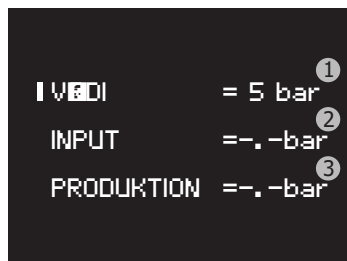 = 5 bar 1
INPUT =-.-bar 2
PRODUKTION =-.-bar 3